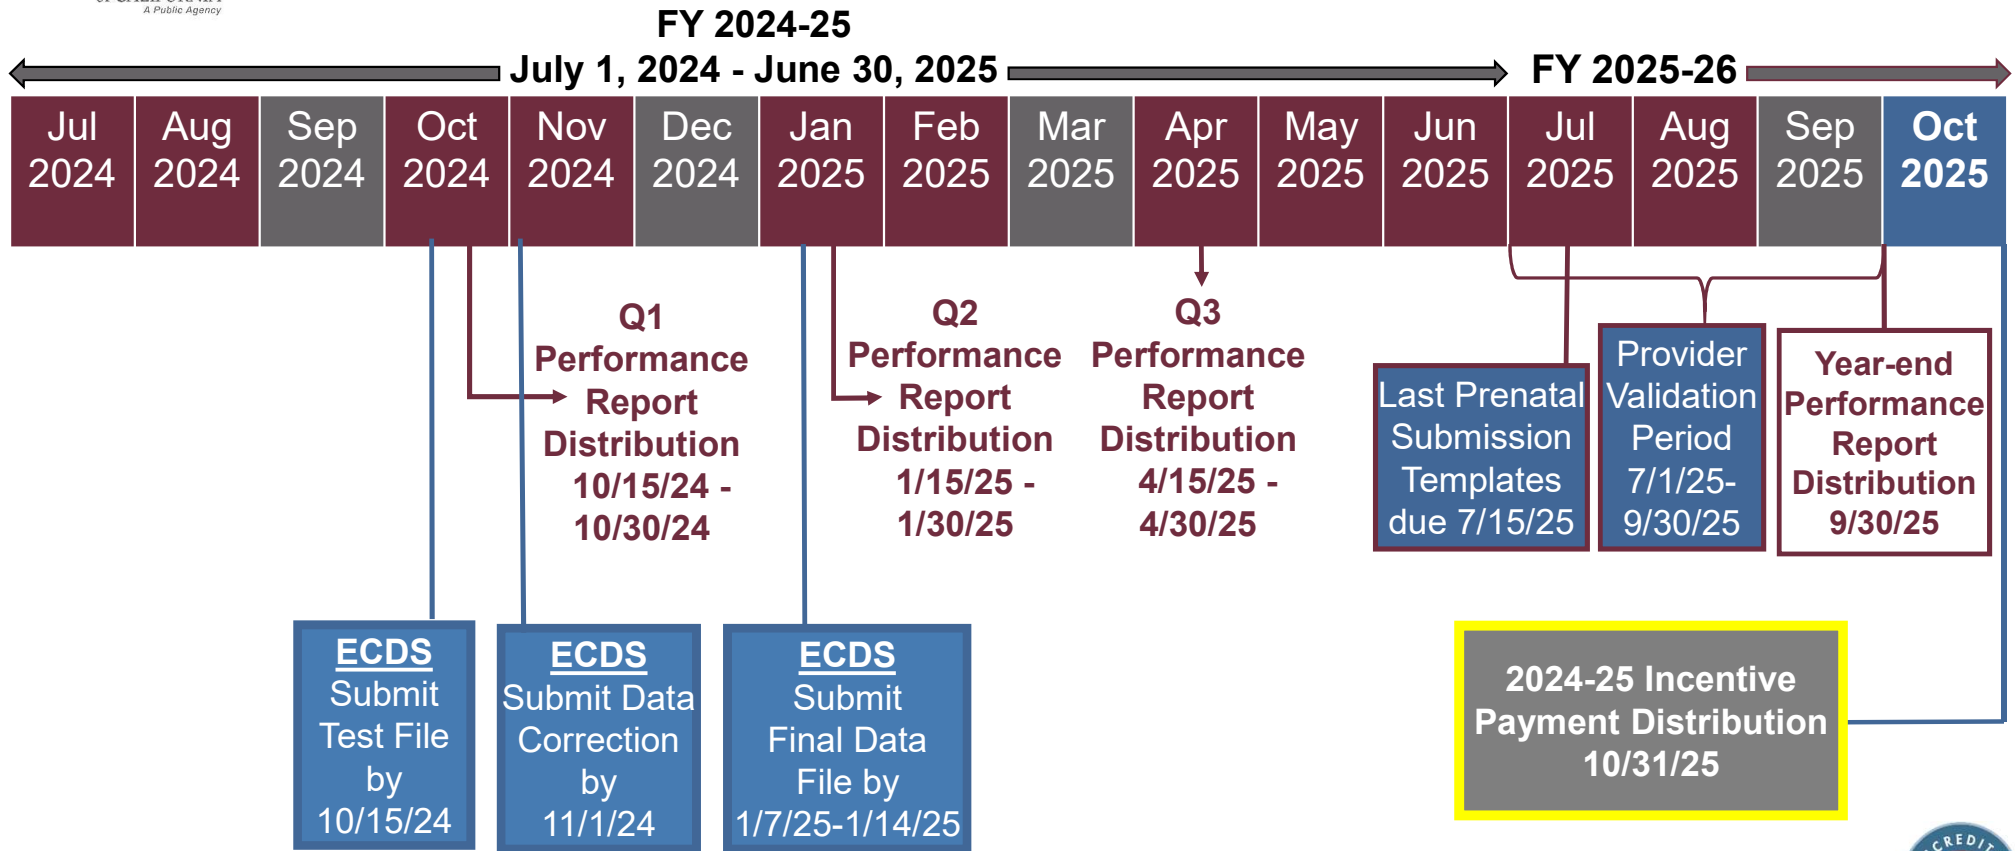 A Public Agency
FY 2024-25
July 1, 2024 - June 30, 2025
FY 2025-26
Jul
2024
Aug
2024
Sep
2024
Oct
2024
Nov
2024
Dec
2024
Jan
2025
Feb
2025
Mar
2025
Apr
2025
May
2025
Jun
2025
Jul
2025
Aug
2025
Sep
2025
Oct
2025
Q1
Performance
Report
Distribution
10/15/24 -
10/30/24
Q2
Performance
Report
Distribution
1/15/25 -
1/30/25
Q3
Performance
Report
Distribution
4/15/25 -
4/30/25
Last Prenatal
Submission
Templates
due 7/15/25
Provider
Validation
Period
7/1/25-
9/30/25
Year-end
Performance
Report
Distribution
9/30/25
ECDS
Submit
Test File
by
10/15/24
ECDS
Submit Data
Correction
by
11/1/24
ECDS
Submit
Final Data
File by
1/7/25-1/14/25
2024-25 Incentive
Payment Distribution
10/31/25